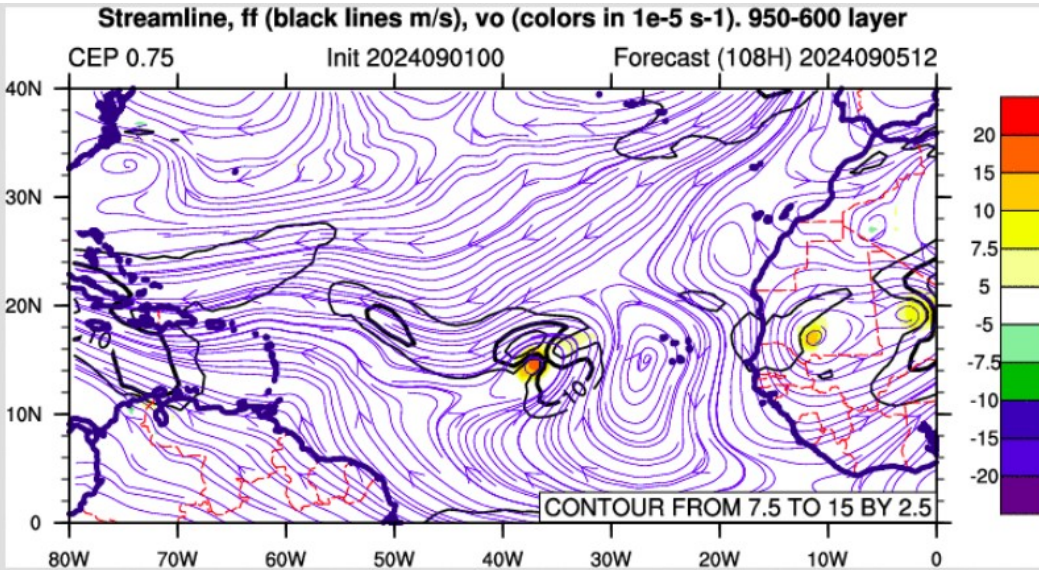 Streamline, ff (black lines m/s), vo (colors in 1e-5 s-1). 950-600 layer
CEP 0.75 Init 2024090100 Forecast (108H) 2024090512
40N
30N
20N
10N
0
80W 70W 60W 50W 40W 30W 20W 10W 0
10
10
CONTOUR FROM 7.5 TO 15 BY 2.5
20
15
10
7.5
5
-5
-7.5
-10
-15
-20